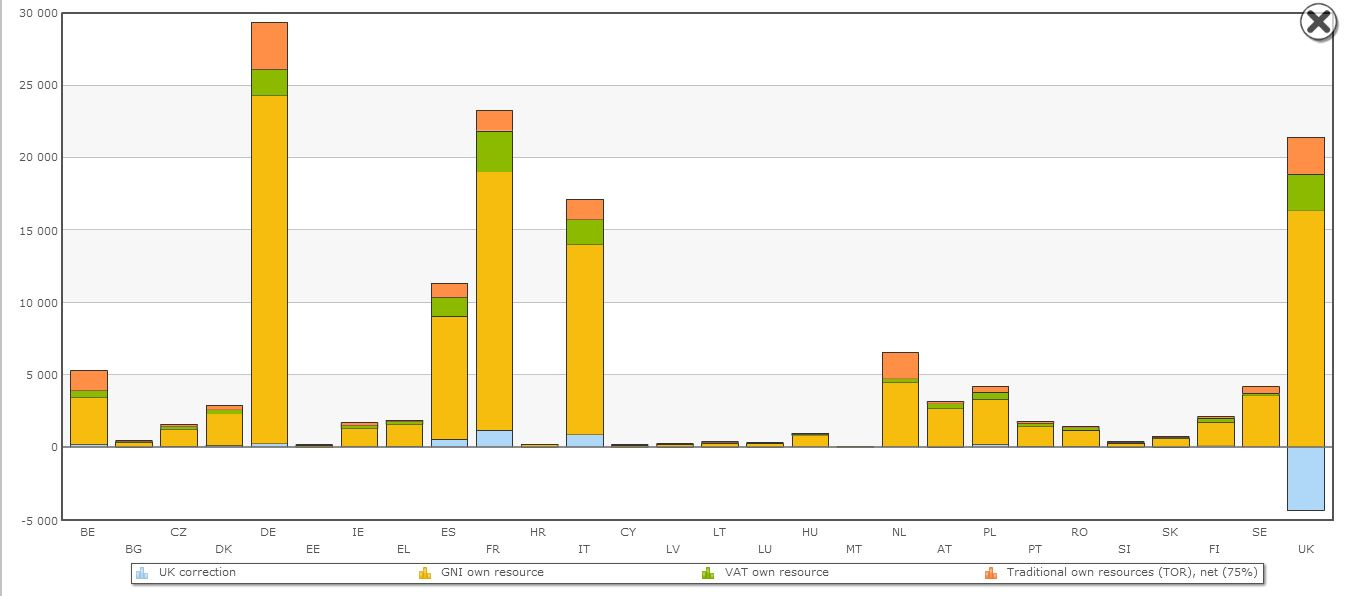 30 000
25 000
20 000
15 000
10 000
5 000
0
-5 000
BE CZ DE IE ES HR CY LT HU NL PL RO SK SE
BG DK EE EL FR IT LV LU MT AT PT SI FI UK
UK correction GNI own resource VAT own resource Traditional own resources (TOR), net (75%)